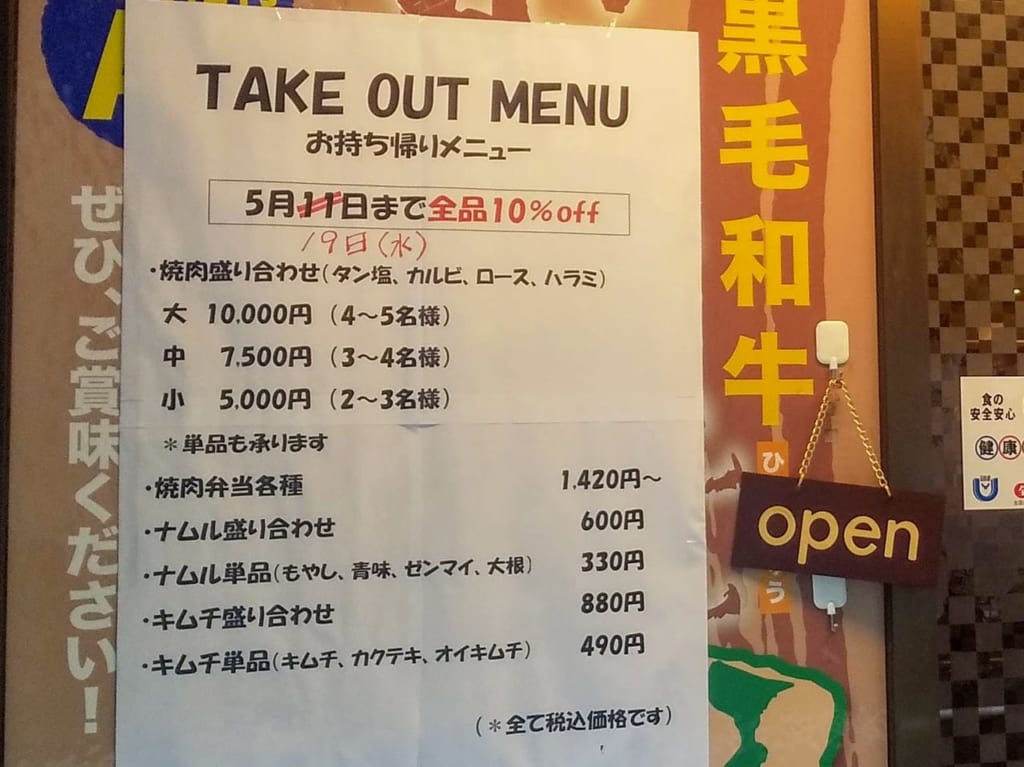 TAKE OUT MENU
お持ち帰りメニュー
5月11日まで全品10%off
19日(水)
・焼肉盛り合わせ(タン塩、カルビ、ロース、ハラミ)
大 10,000円 (4～5名様)
中 7,500円 (3～4名様)
小 5,000円 (2～3名様)
＊単品も承ります
・焼肉弁当各種 1,420円～
・ナムル盛り合わせ 600円
・ナムル単品(もやし、青味、ゼンマイ、大根) 330円
・キムチ盛り合わせ 880円
・キムチ単品(キムチ、カクテキ、オイキムチ) 490円
(＊全て税込価格です)
ぜひ、ご賞味ください！
黒毛和牛
ひ
う
open
食の
安全安心
健康